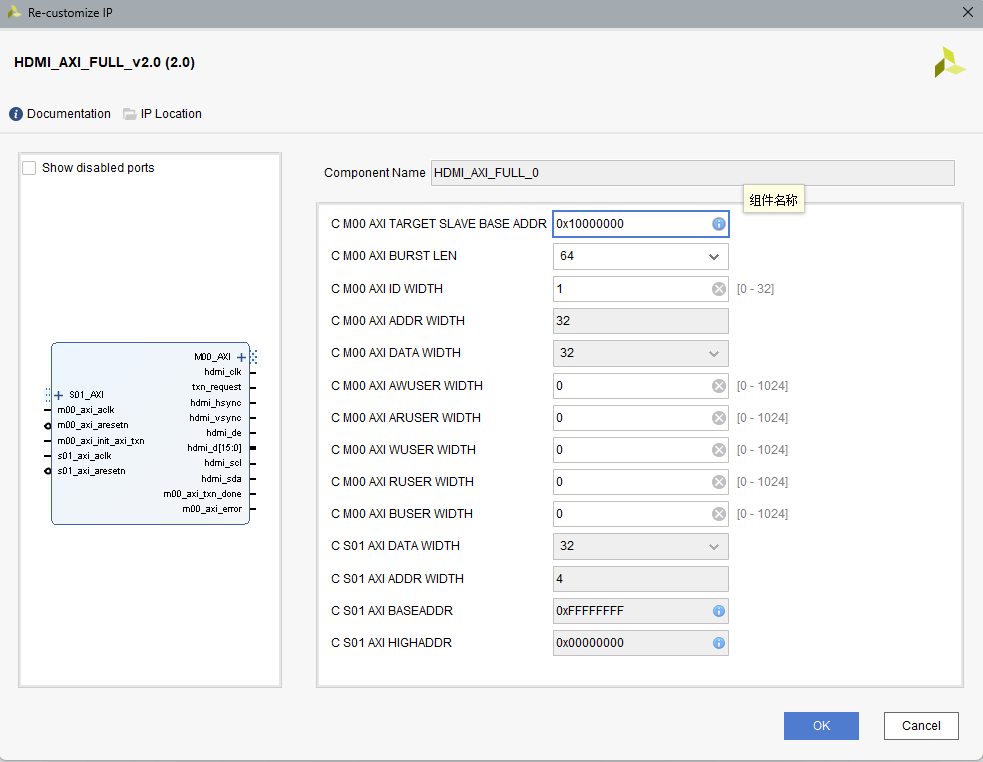 Re-customize IP
HDMI_AXI_FULL_v2.0 (2.0)
Documentation IP Location
Show disabled ports
M00_AXI
hdmi_clk
txn_request
hdmi_hsync
hdmi_vsync
hdmi_de
hdmi_d[15:0]
hdmi_scl
hdmi_sda
m00_axi_txn_done
m00_axi_error
S01_AXI
m00_axi_aclk
m00_axi_aresetn
m00_axi_init_axi_txn
s01_axi_aclk
s01_axi_aresetn
Component Name HDMI_AXI_FULL_0
组件名称
C M00 AXI TARGET SLAVE BASE ADDR 0x10000000
C M00 AXI BURST LEN 64
C M00 AXI ID WIDTH 1 [0 - 32]
C M00 AXI ADDR WIDTH 32
C M00 AXI DATA WIDTH 32
C M00 AXI AWUSER WIDTH 0 [0 - 1024]
C M00 AXI ARUSER WIDTH 0 [0 - 1024]
C M00 AXI WUSER WIDTH 0 [0 - 1024]
C M00 AXI RUSER WIDTH 0 [0 - 1024]
C M00 AXI BUSER WIDTH 0 [0 - 1024]
C S01 AXI DATA WIDTH 32
C S01 AXI ADDR WIDTH 4
C S01 AXI BASEADDR 0xFFFFFFFF
C S01 AXI HIGHADDR 0x00000000
OK Cancel